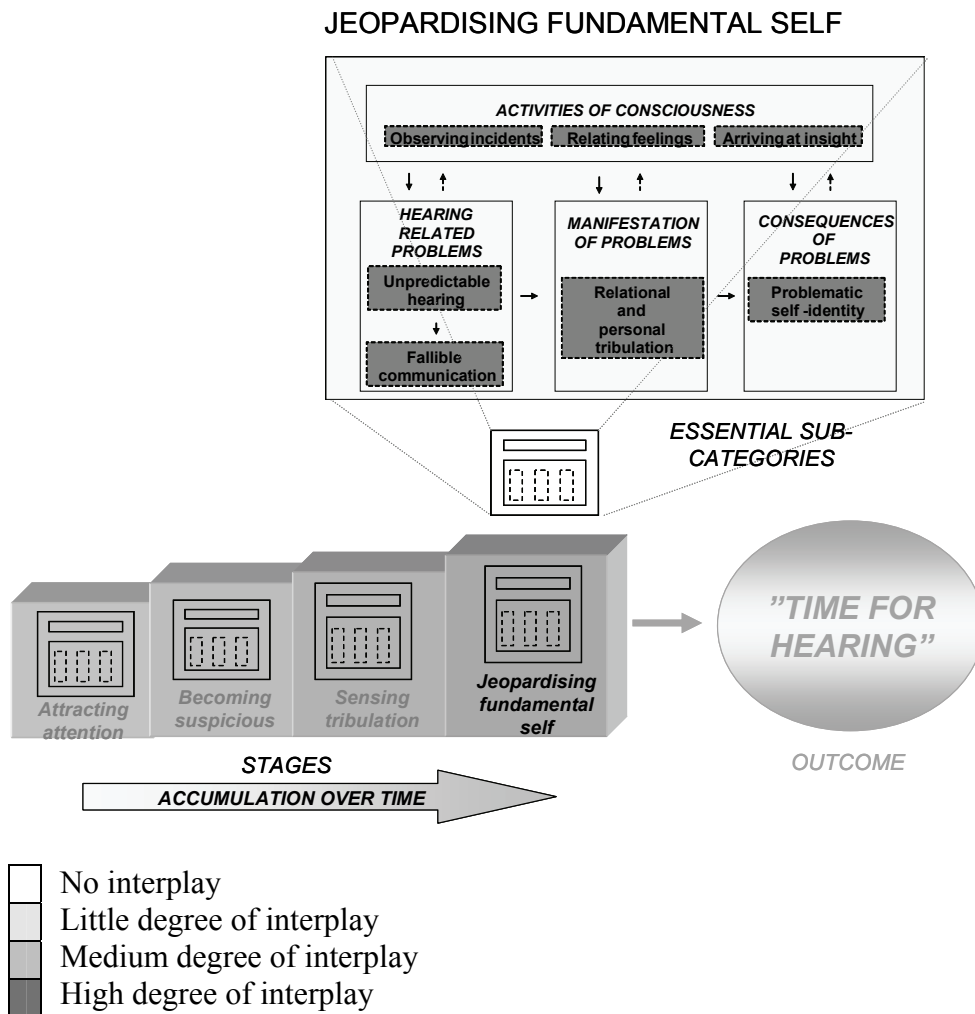 JEOPARDISING FUNDAMENTAL SELF
ACTIVITIES OF CONSCIOUSNESS
Observing incidents
Relating feelings
Arriving at insight
HEARING
RELATED
PROBLEMS
Unpredictable
hearing
Fallible
communication
MANIFESTATION
OF PROBLEMS
Relational
and
personal
tribulation
CONSEQUENCES
OF
PROBLEMS
Problematic
self -identity
ESSENTIAL SUB-
CATEGORIES
Attracting
attention
Becoming
suspicious
Sensing
tribulation
Jeopardising
fundamental
self
”TIME FOR
HEARING”
OUTCOME
STAGES
ACCUMULATION OVER TIME
No interplay
Little degree of interplay
Medium degree of interplay
High degree of interplay